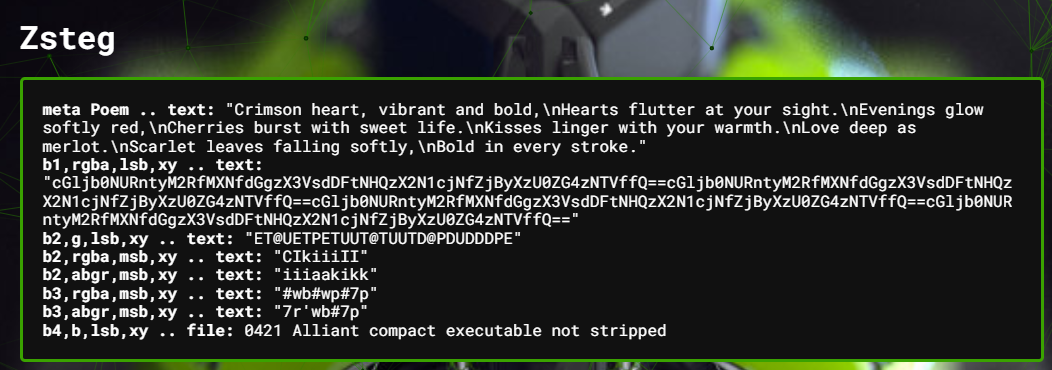 Zsteg
meta Poem .. text: "Crimson heart, vibrant and bold,\nHearts flutter at your sight.\nEvenings glow
softly red,\nCherries burst with sweet life.\nKisses linger with your warmth.\nLove deep as
merlot.\nScarlet leaves falling softly,\nBold in every stroke."
b1,rgba,lsb,xy .. text:
"cGljb0NURntyM2RfMXNfdGgzX3VsdDFtNHQzX2N1cjNfZjByXzU0ZG4zNTVffQ==cGljb0NURntyM2RfMXNfdGgzX3VsdDFtNHQz
X2N1cjNfZjByXzU0ZG4zNTVffQ==cGljb0NURntyM2RfMXNfdGgzX3VsdDFtNHQzX2N1cjNfZjByXzU0ZG4zNTVffQ==cGljb0NUR
ntyM2RfMXNfdGgzX3VsdDFtNHQzX2N1cjNfZjByXzU0ZG4zNTVffQ=="
b2,g,lsb,xy .. text: "ET@UETPETUUT@TUUTD@PDUDDDPE"
b2,rgba,msb,xy .. text: "CIkiiiII"
b2,abgr,msb,xy .. text: "iiiaakikk"
b3,rgba,msb,xy .. text: "#wb#wp#7p"
b3,abgr,msb,xy .. text: "7r'wb#7p"
b4,b,lsb,xy .. file: 0421 Alliant compact executable not stripped